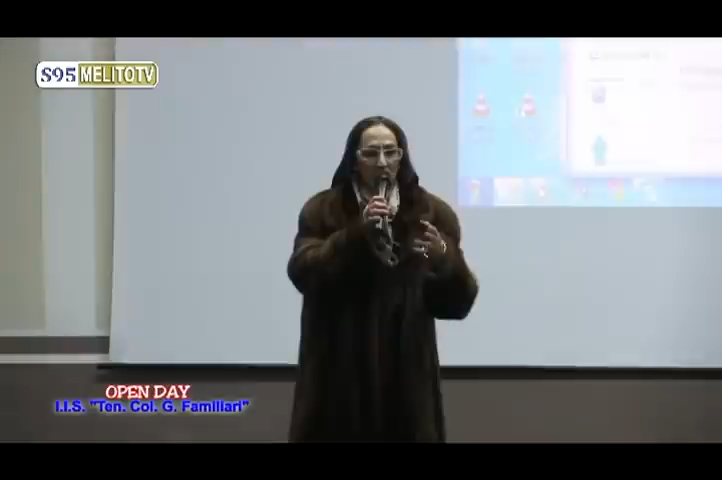 S95 MELITOTV
OPEN DAY
I.I.S. "Ten. Col. G. Familiari"